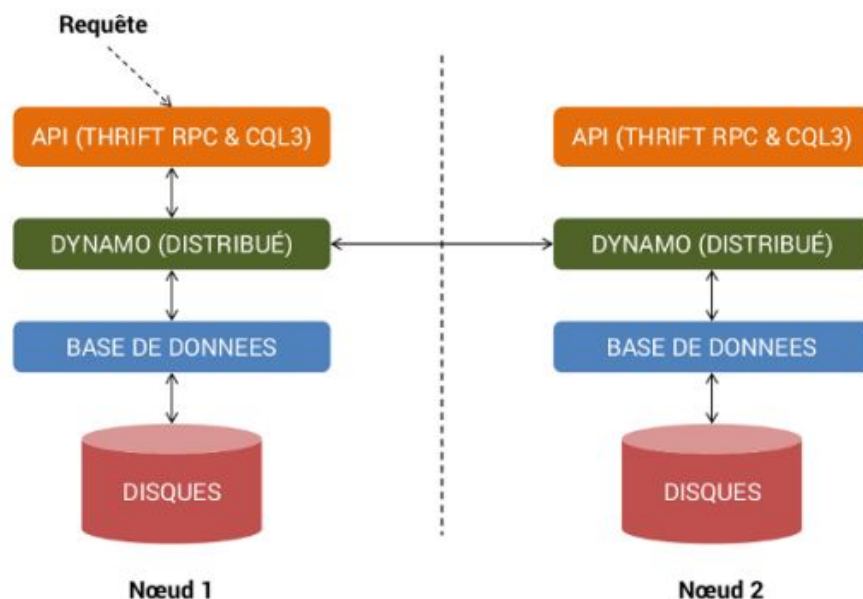 Requête
API (THRIFT RPC & CQL3)
API (THRIFT RPC & CQL3)
DYNAMO (DISTRIBUÉ)
DYNAMO (DISTRIBUÉ)
BASE DE DONNEES
BASE DE DONNEES
DISQUES
DISQUES
Nœud 1
Nœud 2